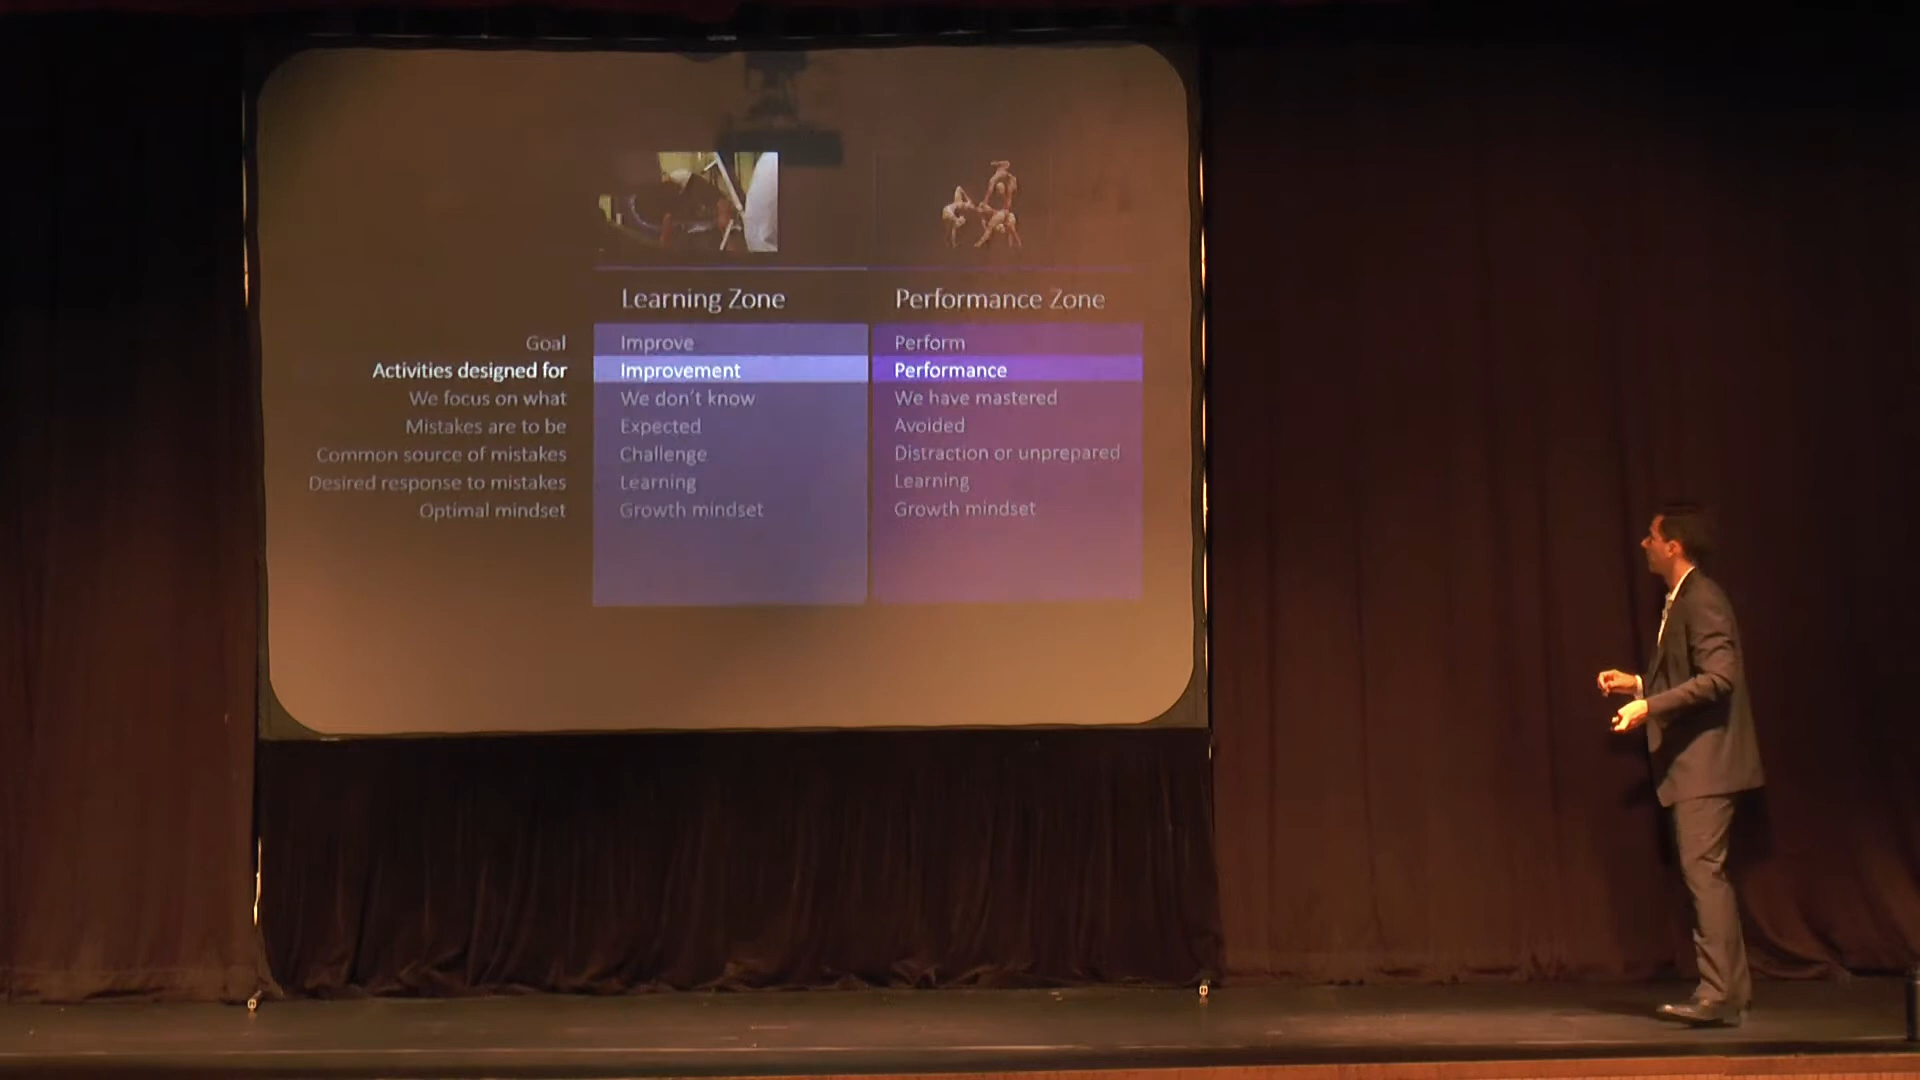 Learning Zone Performance Zone
Goal Improve Perform
Activities designed for Improvement Performance
We focus on what We don't know We have mastered
Mistakes are to be Expected Avoided
Common source of mistakes Challenge Distraction or unprepared
Desired response to mistakes Learning Learning
Optimal mindset Growth mindset Growth mindset